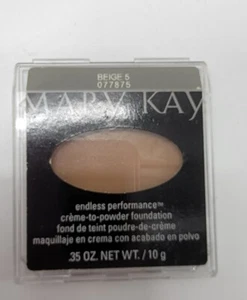 BEIGE 5
077875
MARY KAY
endless performance™
crème-to-powder foundation
fond de teint poudre-de-crème
maquillaje en crema con acabado en polvo
.35 OZ. NET WT. / 10 g